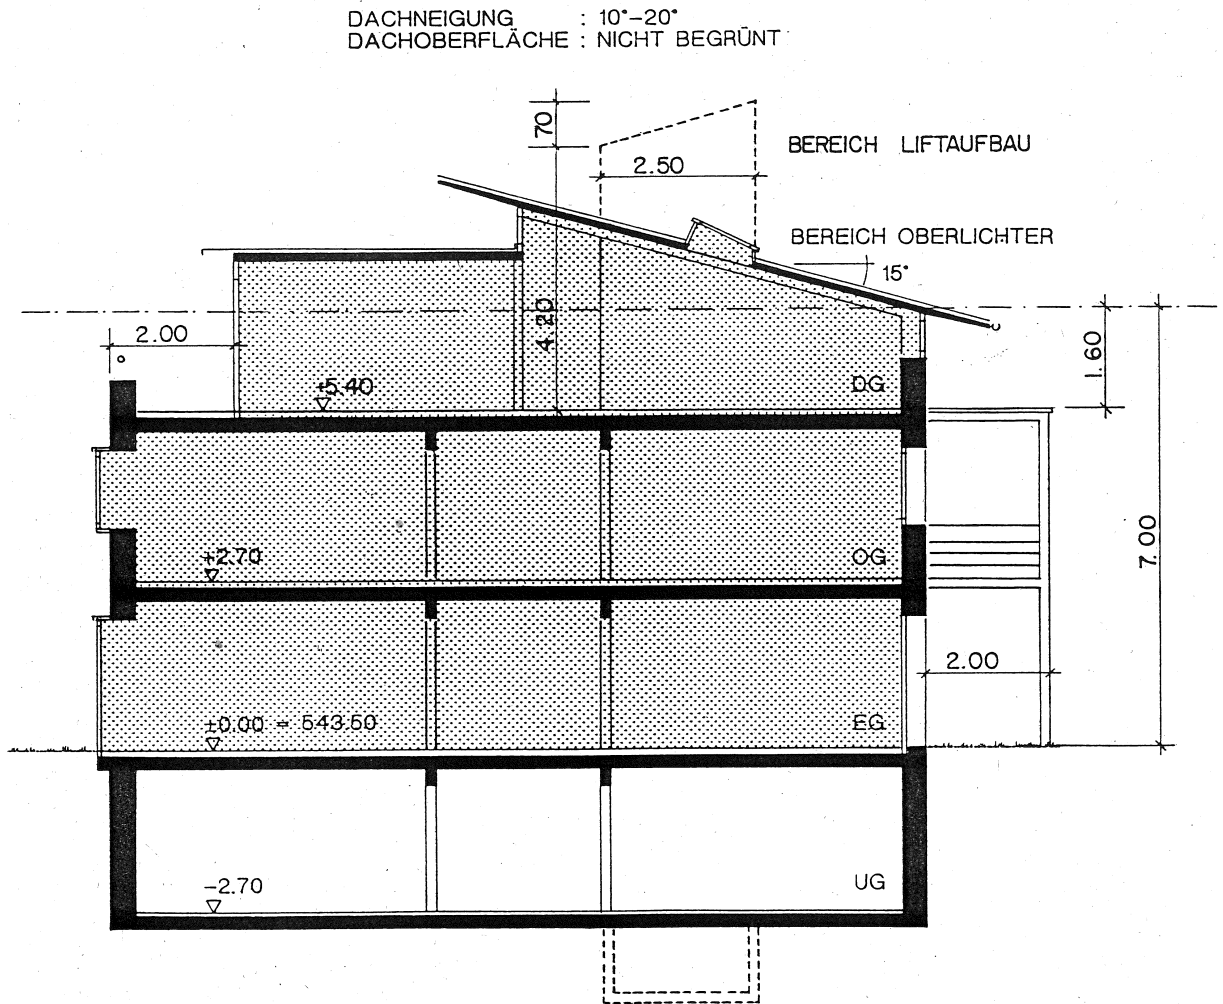 DACHNEIGUNG : 10°-20°
DACHOBERFLÄCHE : NICHT BEGRÜNT
70
BEREICH LIFTAUFBAU
2.50
BEREICH OBERLICHTER
15°
2.00
4.20
1.60
+5.40
DG
+2.70
OG
7.00
2.00
±0.00 = 543.50
EG
-2.70
UG